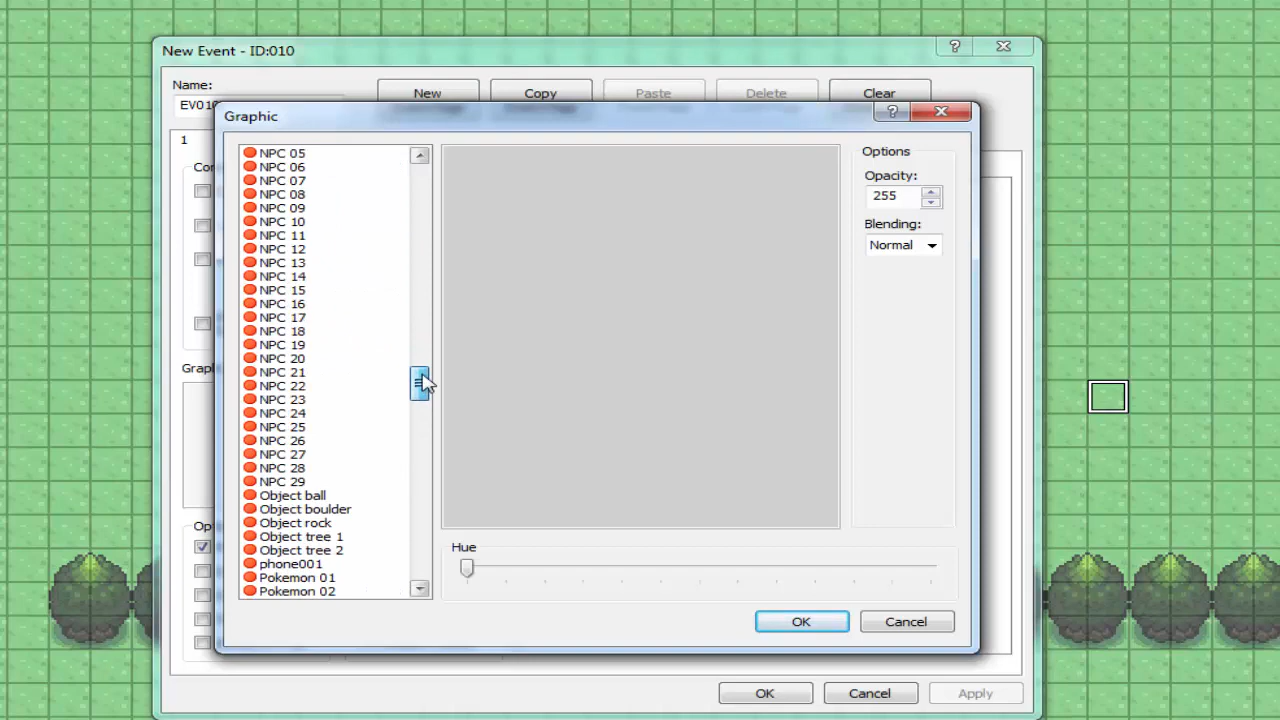 New Event - ID:010
Name:
New
Copy
Paste
Delete
Clear
EV010
Graphic
1
NPC 05
NPC 06
NPC 07
NPC 08
NPC 09
NPC 10
NPC 11
NPC 12
NPC 13
NPC 14
NPC 15
NPC 16
NPC 17
NPC 18
NPC 19
NPC 20
NPC 21
NPC 22
NPC 23
NPC 24
NPC 25
NPC 26
NPC 27
NPC 28
NPC 29
Object ball
Object boulder
Object rock
Object tree 1
Object tree 2
phone001
Pokemon 01
Pokemon 02
Options
Opacity:
255
Blending:
Normal
Hue
OK
Cancel
Con
Grapl
Opt
OK
Cancel
Apply